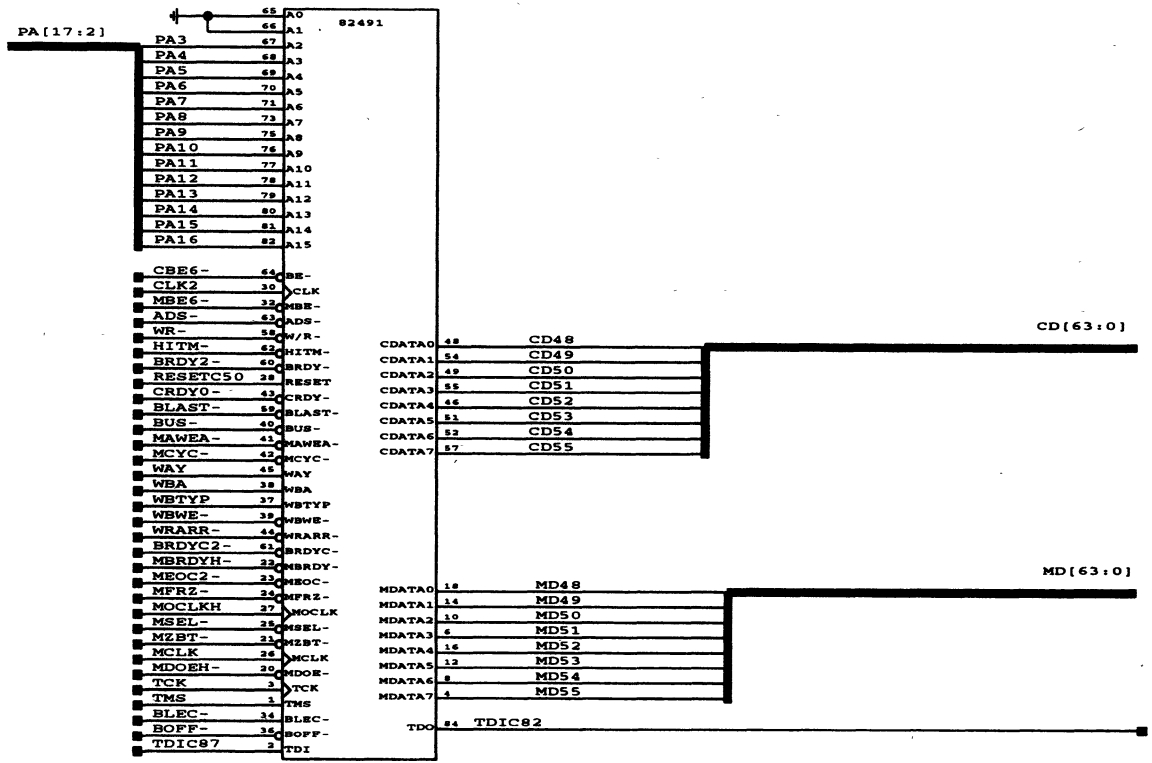 82491
PA[17:2]
65 A0
66 A1
PA3 67 A2
PA4 68 A3
PA5 69 A4
PA6 70 A5
PA7 71 A6
PA8 73 A7
PA9 75 A8
PA10 76 A9
PA11 77 A10
PA12 78 A11
PA13 79 A12
PA14 80 A13
PA15 81 A14
PA16 82 A15
CBE6- 64 BE-
CLK2 30 CLK
MBE6- 32 MBE-
ADS- 63 ADS-
WR- 58 W/R-
HITM- 62 HITM-
BRDY2- 60 BRDY-
RESETC50 28 RESET
CRDY0- 43 CRDY-
BLAST- 59 BLAST-
BUS- 40 BUS-
MAWEA- 41 MAWEA-
MCYC- 42 MCYC-
WAY 45 WAY
WBA 38 WBA
WBTYP 37 WBTYP
WBWE- 39 WBWE-
WRARR- 44 WRARR-
BRDYC2- 61 BRDYC-
MBRDYH- 22 MBRDY-
MEOC2- 23 MEOC-
MFRZ- 24 MFRZ-
MOCLKH 27 MOCLK
MSEL- 25 MSEL-
MZBT- 21 MZBT-
MCLK 26 MCLK
MDOEH- 20 MDOE-
TCK 3 TCK
TMS 1 TMS
BLEC- 34 BLEC-
BOFF- 36 BOFF-
TDIC87 2 TDI
CD[63:0]
CDATA0 48 CD48
CDATA1 54 CD49
CDATA2 49 CD50
CDATA3 55 CD51
CDATA4 46 CD52
CDATA5 51 CD53
CDATA6 52 CD54
CDATA7 57 CD55
MD[63:0]
MDATA0 18 MD48
MDATA1 14 MD49
MDATA2 10 MD50
MDATA3 6 MD51
MDATA4 16 MD52
MDATA5 12 MD53
MDATA6 8 MD54
MDATA7 4 MD55
TDO 84 TDIC82